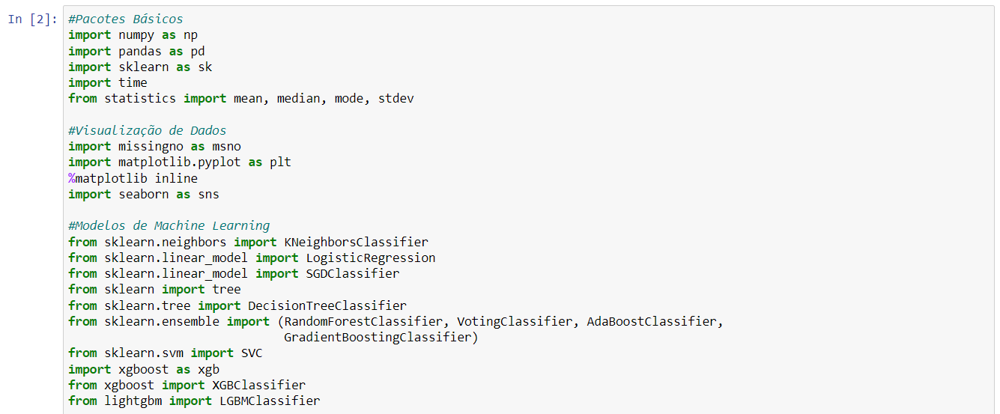 In [2]: #Pacotes Básicos
import numpy as np
import pandas as pd
import sklearn as sk
import time
from statistics import mean, median, mode, stdev
#Visualização de Dados
import missingno as msno
import matplotlib.pyplot as plt
%matplotlib inline
import seaborn as sns
#Modelos de Machine Learning
from sklearn.neighbors import KNeighborsClassifier
from sklearn.linear_model import LogisticRegression
from sklearn.linear_model import SGDClassifier
from sklearn import tree
from sklearn.tree import DecisionTreeClassifier
from sklearn.ensemble import (RandomForestClassifier, VotingClassifier, AdaBoostClassifier,
GradientBoostingClassifier)
from sklearn.svm import SVC
import xgboost as xgb
from xgboost import XGBClassifier
from lightgbm import LGBMClassifier